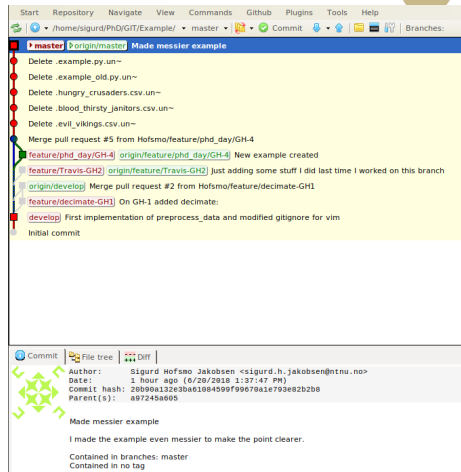 Start Repository Navigate View Commands Github Plugins Tools Help
/home/sigurd/PhD/GIT/Example/ master Commit Branches:
master origin/master Made messier example
Delete .example.py.un~
Delete .example_old.py.un~
Delete .hungry_crusaders.csv.un~
Delete .blood_thirsty_janitors.csv.un~
Delete .evil_vikings.csv.un~
Merge pull request #5 from Hofsmo/feature/phd_day/GH-4
feature/phd_day/GH-4 origin/feature/phd_day/GH-4 New example created
feature/Travis-GH2 origin/feature/Travis-GH2 Just adding some stuff I did last time I worked on this branch
origin/develop Merge pull request #2 from Hofsmo/feature/decimate-GH1
feature/decimate-GH1 On GH-1 added decimate:
develop First implementation of preprocess_data and modified gitignore for vim
Initial commit
Commit File tree Diff
Author: Sigurd Hofsmo Jakobsen <sigurd.h.jakobsen@ntnu.no>
Date: 1 hour ago (6/20/2018 1:37:47 PM)
Commit hash: 20b90a132e3ba61084599f99670a1e793e82b2b8
Parent(s): a97245a605
Made messier example
I made the example even messier to make the point clearer.
Contained in branches: master
Contained in no tag